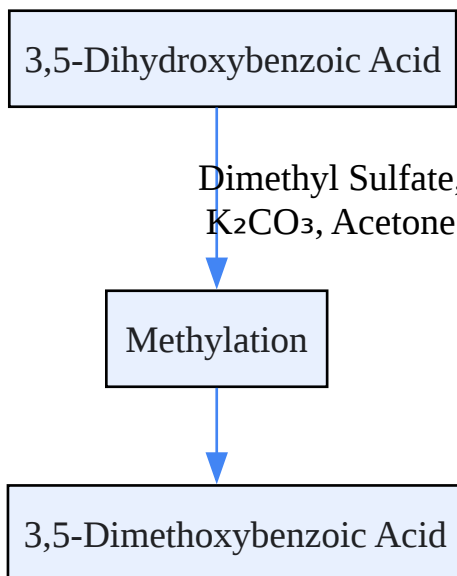 3,5-Dihydroxybenzoic Acid
Dimethyl Sulfate,
K₂CO₃, Acetone
Methylation
3,5-Dimethoxybenzoic Acid